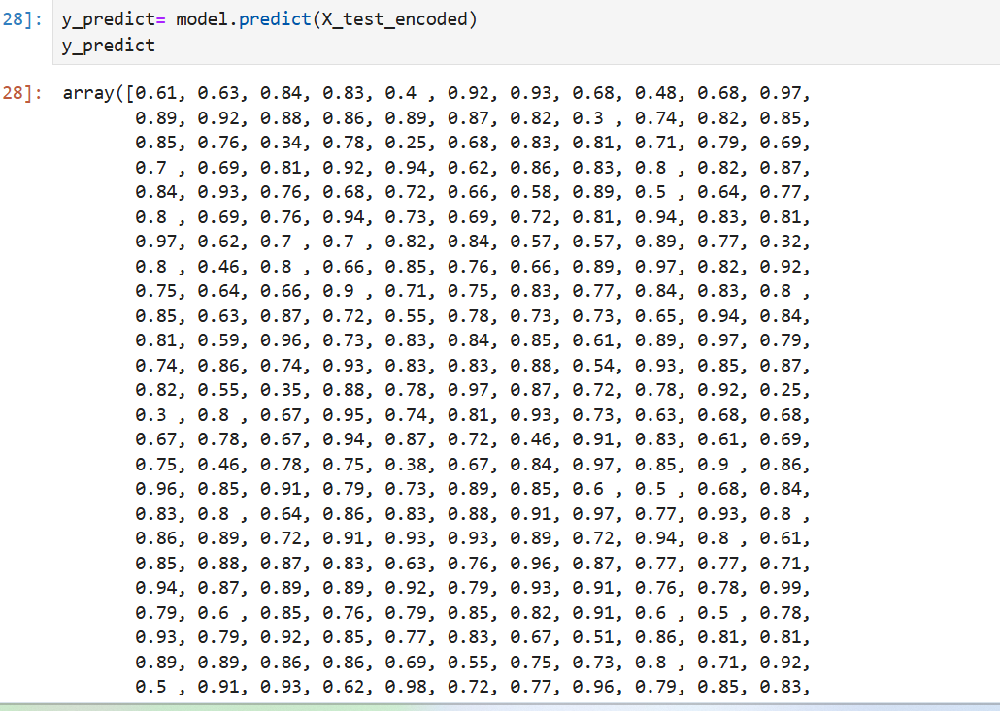 28]: y_predict= model.predict(X_test_encoded)
y_predict
28]: array([0.61, 0.63, 0.84, 0.83, 0.4 , 0.92, 0.93, 0.68, 0.48, 0.68, 0.97,
0.89, 0.92, 0.88, 0.86, 0.89, 0.87, 0.82, 0.3 , 0.74, 0.82, 0.85,
0.85, 0.76, 0.34, 0.78, 0.25, 0.68, 0.83, 0.81, 0.71, 0.79, 0.69,
0.7 , 0.69, 0.81, 0.92, 0.94, 0.62, 0.86, 0.83, 0.8 , 0.82, 0.87,
0.84, 0.93, 0.76, 0.68, 0.72, 0.66, 0.58, 0.89, 0.5 , 0.64, 0.77,
0.8 , 0.69, 0.76, 0.94, 0.73, 0.69, 0.72, 0.81, 0.94, 0.83, 0.81,
0.97, 0.62, 0.7 , 0.7 , 0.82, 0.84, 0.57, 0.57, 0.89, 0.77, 0.32,
0.8 , 0.46, 0.8 , 0.66, 0.85, 0.76, 0.66, 0.89, 0.97, 0.82, 0.92,
0.75, 0.64, 0.66, 0.9 , 0.71, 0.75, 0.83, 0.77, 0.84, 0.83, 0.8 ,
0.85, 0.63, 0.87, 0.72, 0.55, 0.78, 0.73, 0.73, 0.65, 0.94, 0.84,
0.81, 0.59, 0.96, 0.73, 0.83, 0.84, 0.85, 0.61, 0.89, 0.97, 0.79,
0.74, 0.86, 0.74, 0.93, 0.83, 0.83, 0.88, 0.54, 0.93, 0.85, 0.87,
0.82, 0.55, 0.35, 0.88, 0.78, 0.97, 0.87, 0.72, 0.78, 0.92, 0.25,
0.3 , 0.8 , 0.67, 0.95, 0.74, 0.81, 0.93, 0.73, 0.63, 0.68, 0.68,
0.67, 0.78, 0.67, 0.94, 0.87, 0.72, 0.46, 0.91, 0.83, 0.61, 0.69,
0.75, 0.46, 0.78, 0.75, 0.38, 0.67, 0.84, 0.97, 0.85, 0.9 , 0.86,
0.96, 0.85, 0.91, 0.79, 0.73, 0.89, 0.85, 0.6 , 0.5 , 0.68, 0.84,
0.83, 0.8 , 0.64, 0.86, 0.83, 0.88, 0.91, 0.97, 0.77, 0.93, 0.8 ,
0.86, 0.89, 0.72, 0.91, 0.93, 0.93, 0.89, 0.72, 0.94, 0.8 , 0.61,
0.85, 0.88, 0.87, 0.83, 0.63, 0.76, 0.96, 0.87, 0.77, 0.77, 0.71,
0.94, 0.87, 0.89, 0.89, 0.92, 0.79, 0.93, 0.91, 0.76, 0.78, 0.99,
0.79, 0.6 , 0.85, 0.76, 0.79, 0.85, 0.82, 0.91, 0.6 , 0.5 , 0.78,
0.93, 0.79, 0.92, 0.85, 0.77, 0.83, 0.67, 0.51, 0.86, 0.81, 0.81,
0.89, 0.89, 0.86, 0.86, 0.69, 0.55, 0.75, 0.73, 0.8 , 0.71, 0.92,
0.5 , 0.91, 0.93, 0.62, 0.98, 0.72, 0.77, 0.96, 0.79, 0.85, 0.83,